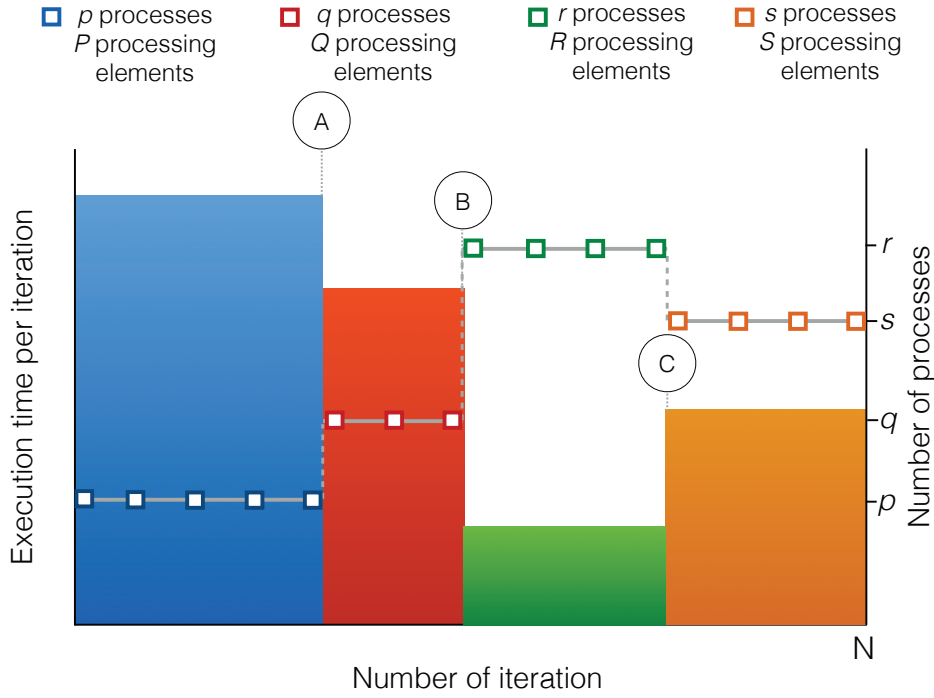 p processes
P processing
elements
q processes
Q processing
elements
r processes
R processing
elements
s processes
S processing
elements
A
B
C
Execution time per iteration
r
s
q
p
Number of processes
N
Number of iteration